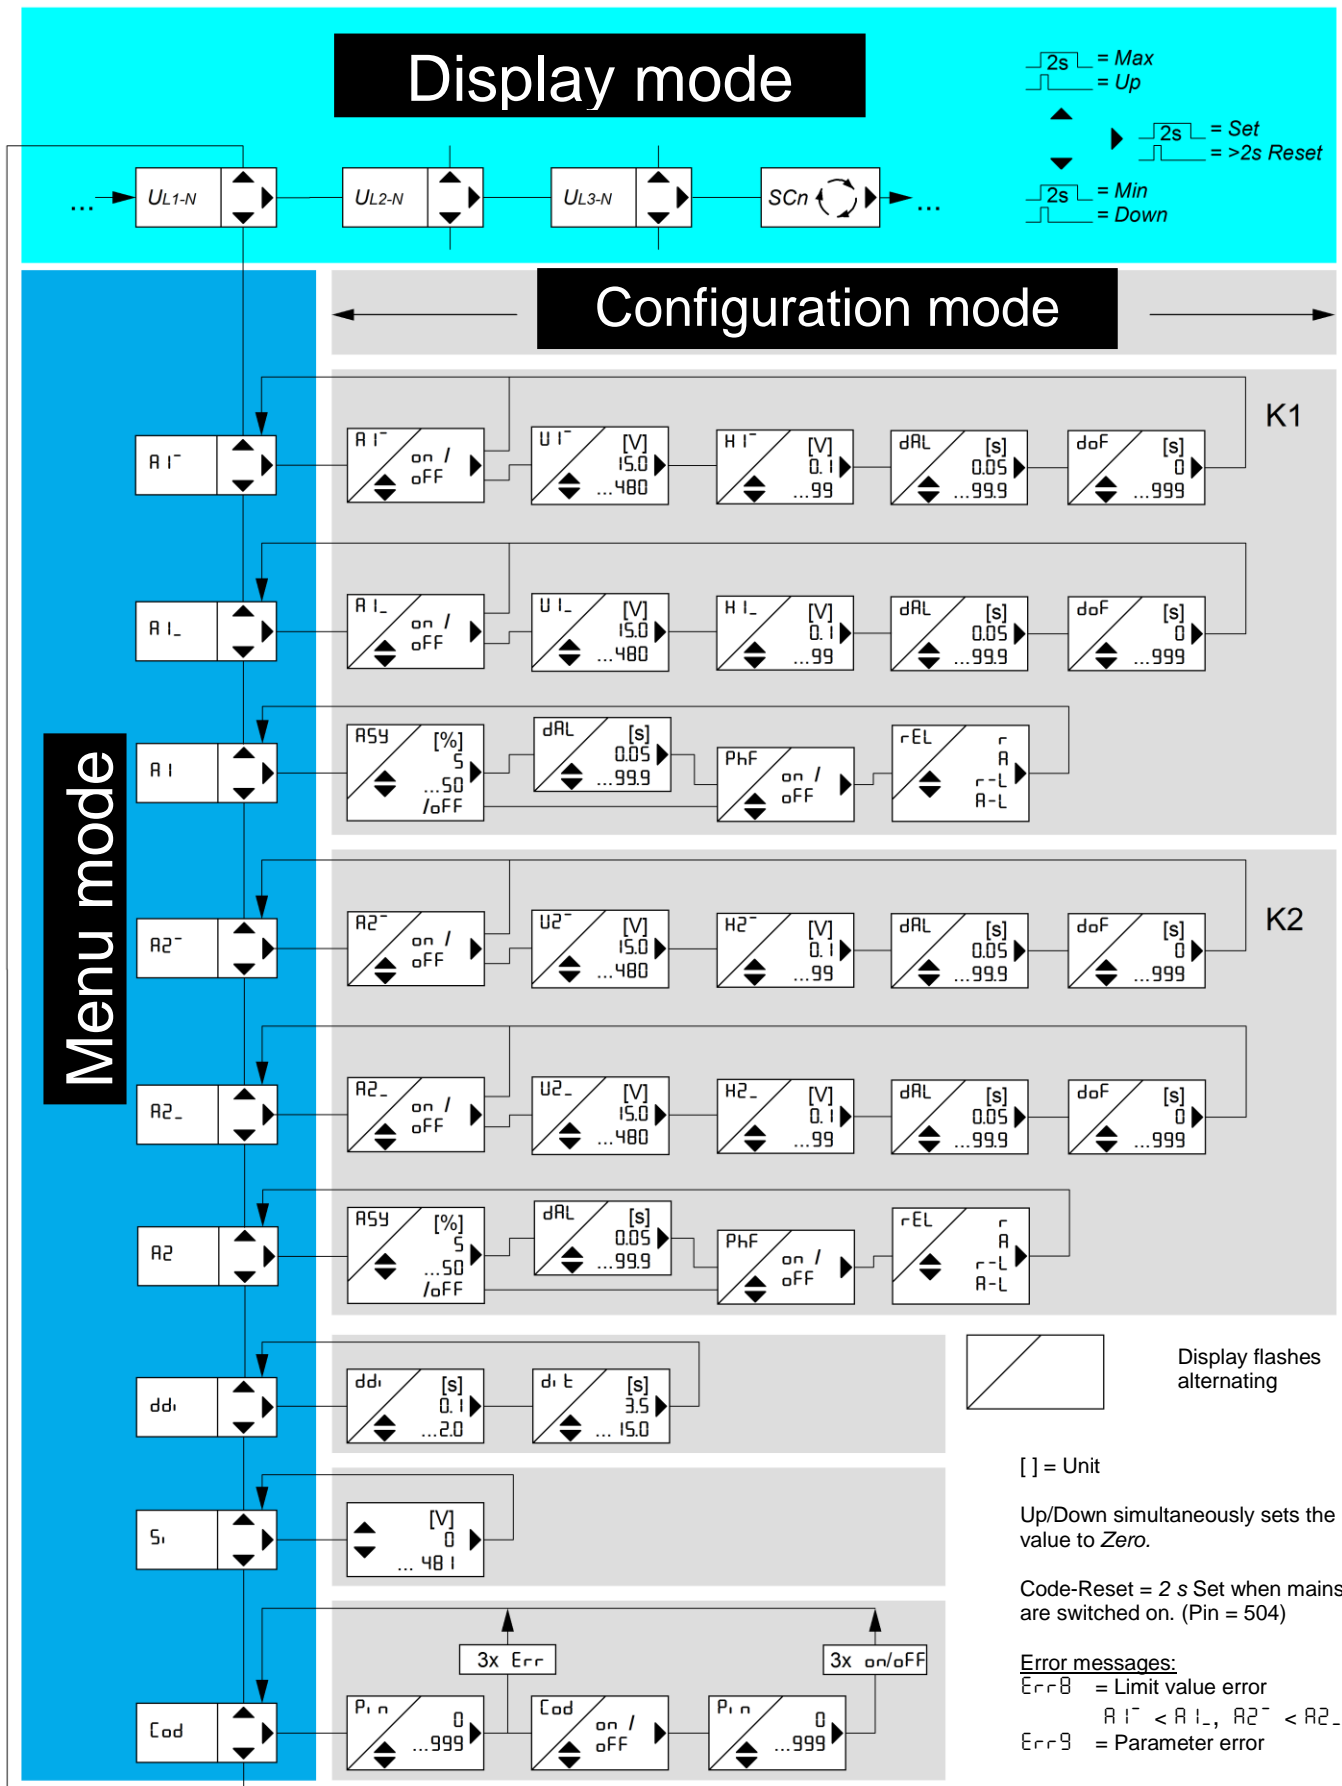 Display mode
2s = Max
= Up
2s = Set
= >2s Reset
2s = Min
= Down
... UL1-N UL2-N UL3-N SCn ...
Configuration mode
Menu mode
K1
A1¯ A1¯ on / oFF U1¯ [V] 15.0 ...480 H1¯ [V] 0.1 ...99 dAL [s] 0.05 ...99.9 doF [s] 0 ...999
A1_ A1_ on / oFF U1_ [V] 15.0 ...480 H1_ [V] 0.1 ...99 dAL [s] 0.05 ...99.9 doF [s] 0 ...999
A1 ASY [%] 5 ...50 /oFF dAL [s] 0.05 ...99.9 PhF on / oFF rEL r A r-L A-L
K2
A2¯ A2¯ on / oFF U2¯ [V] 15.0 ...480 H2¯ [V] 0.1 ...99 dAL [s] 0.05 ...99.9 doF [s] 0 ...999
A2_ A2_ on / oFF U2_ [V] 15.0 ...480 H2_ [V] 0.1 ...99 dAL [s] 0.05 ...99.9 doF [s] 0 ...999
A2 ASY [%] 5 ...50 /oFF dAL [s] 0.05 ...99.9 PhF on / oFF rEL r A r-L A-L
ddi ddi [s] 0.1 ...2.0 dit [s] 3.5 ... 15.0
Si [V] 0 ... 481
3x Err 3x on/oFF
Cod Pin 0 ...999 Cod on / oFF Pin 0 ...999
Display flashes
alternating
[ ] = Unit
Up/Down simultaneously sets the
value to Zero.
Code-Reset = 2 s Set when mains
are switched on. (Pin = 504)
Error messages:
Err8 = Limit value error
A1¯ < A1_, A2¯ < A2_
Err9 = Parameter error